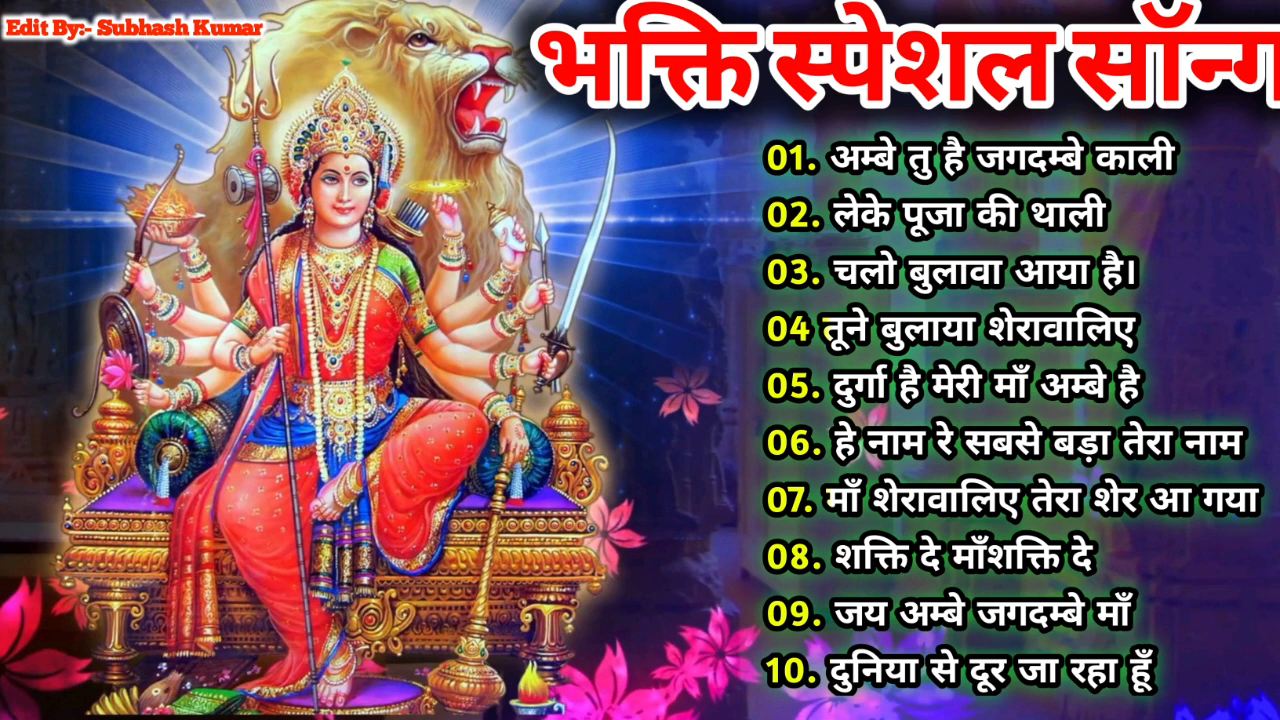 Edit By:- Subhash Kumar
भक्ति स्पेशल सॉन्ग
01. अम्बे तु है जगदम्बे काली
02. लेके पूजा की थाली
03. चलो बुलावा आया है।
04 तूने बुलाया शेरावालिए
05. दुर्गा है मेरी माँ अम्बे है
06. हे नाम रे सबसे बड़ा तेरा नाम
07. माँ शेरावालिए तेरा शेर आ गया
08. शक्ति दे माँशक्ति दे
09. जय अम्बे जगदम्बे माँ
10. दुनिया से दूर जा रहा हूँ